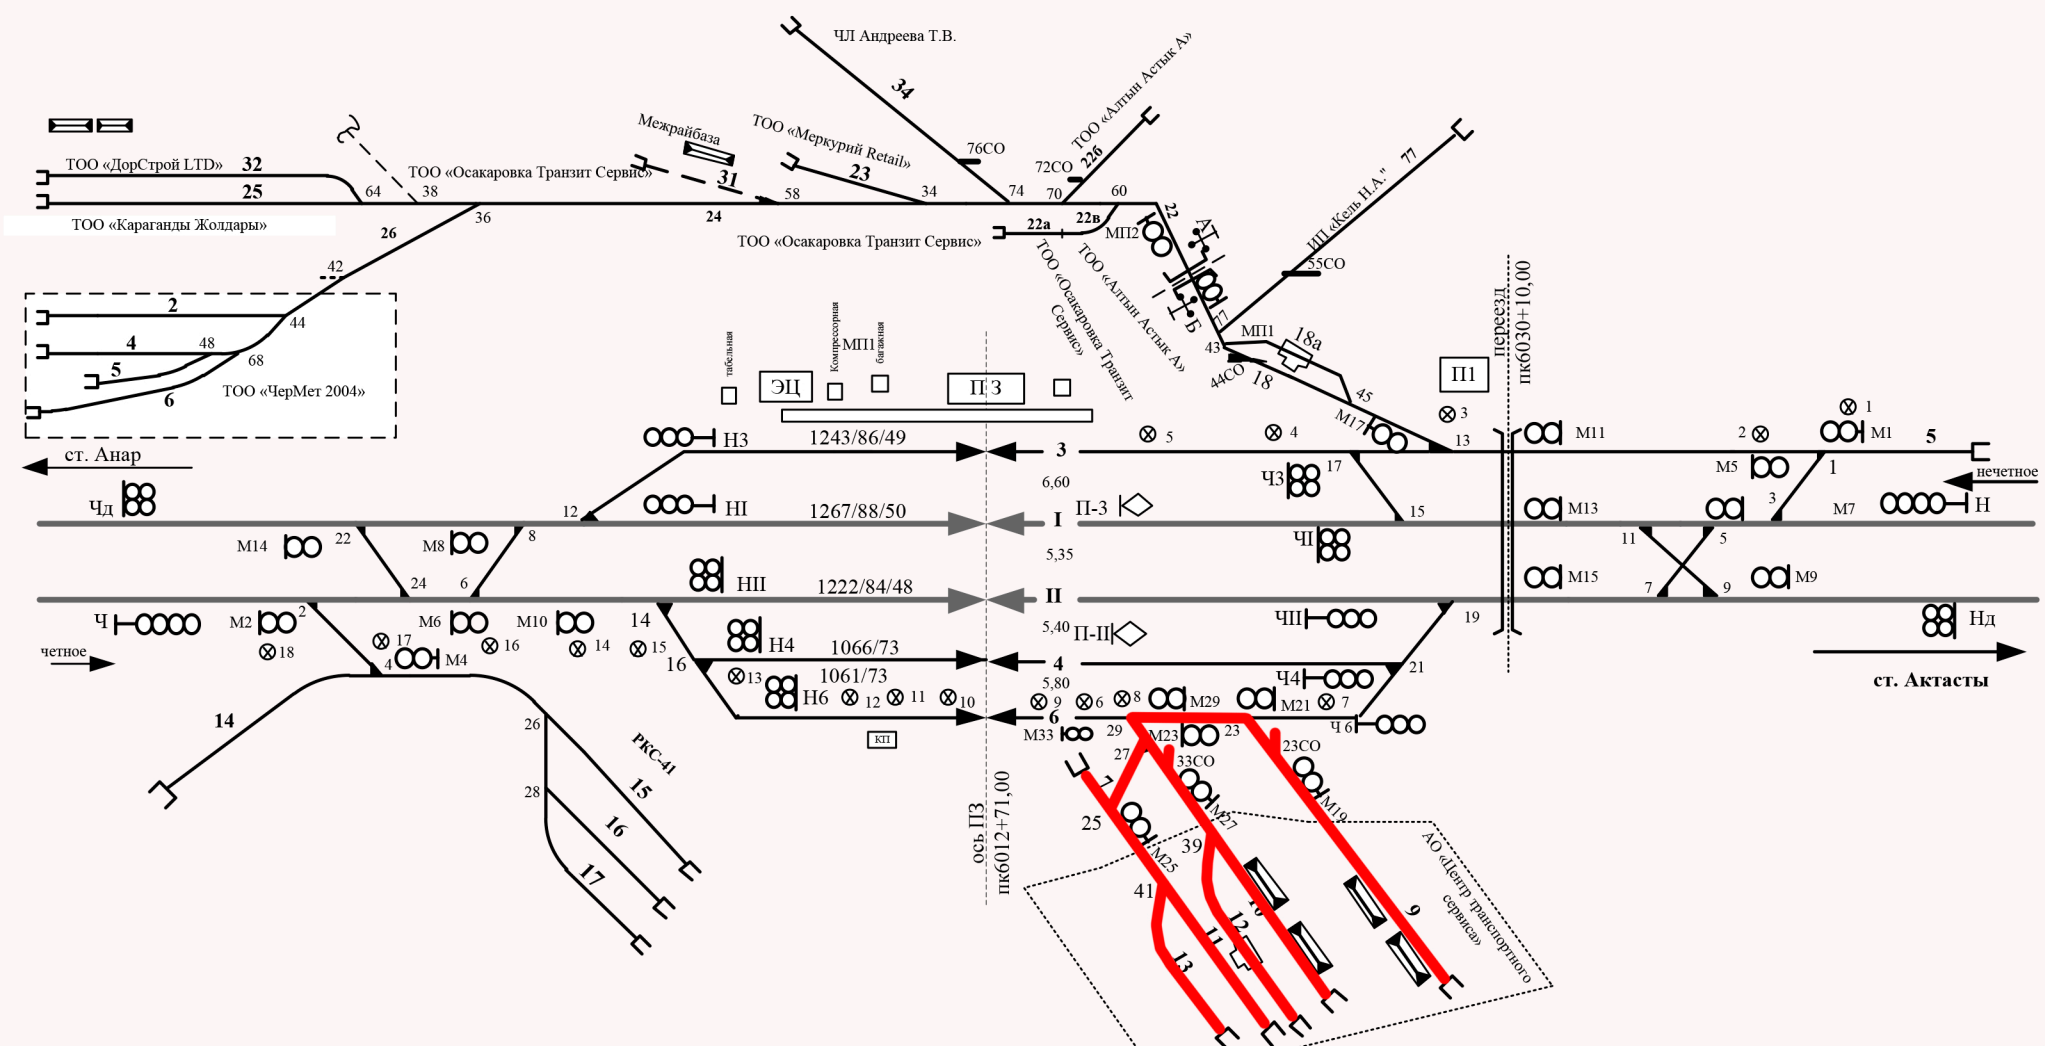 ЧЛ Андреева Т.В.
34
ТОО «Алтын Астык А»
22б
77
ИП «Кель Н.А."
55СО
76СО
72СО
Межрайбаза
ТОО «Меркурий Retail»
23
ТОО «ДорСтрой LTD»
32
25
64
38
ТОО «Осакаровка Транзит Сервис»
31
58
34
74
70
60
22
ТОО «Караганды Жолдары»
26
36
24
ТОО «Осакаровка Транзит Сервис»
22а
22в
МП2
АТ
ТБ
77
ТОО «Осакаровка Транзит
Сервис»
ТОО «Алтын Астык А»
42
2
44
4
48
5
68
6
ТОО «ЧерМет 2004»
табельная
Компрессорная
МП1
багажная
ЭЦ
П З
МП1
43
18а
44СО
18
45
М17
П1
переезд
пк6030+10,00
ст. Анар
Н3
1243/86/49
3
5
4
3
13
М11
2
1
М1
5
нечетное
Чд
6,60
Ч3
17
М5
1
3
12
НI
1267/88/50
I
П-3
15
М13
М7
Н
М14
22
М8
8
5,35
ЧI
11
5
24
6
НII
1222/84/48
II
М15
7
9
М9
Ч
М2
2
М6
М10
14
5,40
П-II
ЧII
19
Нд
четное
18
17
4
М4
16
14
15
16
Н4
1066/73
4
21
ст. Актасты
13
1061/73
5,80
Ч4
Н6
12
11
10
9
6
8
М29
М21
7
6
14
26
РКС-41
КП
М33
29
М23
23
Ч 6
27
33СО
23СО
15
28
16
17
ось ПЗ
пк6012+71,00
7
25
М25
М27
М19
39
41
10
12
11
13
9
АО «Центр транспортного
сервиса»